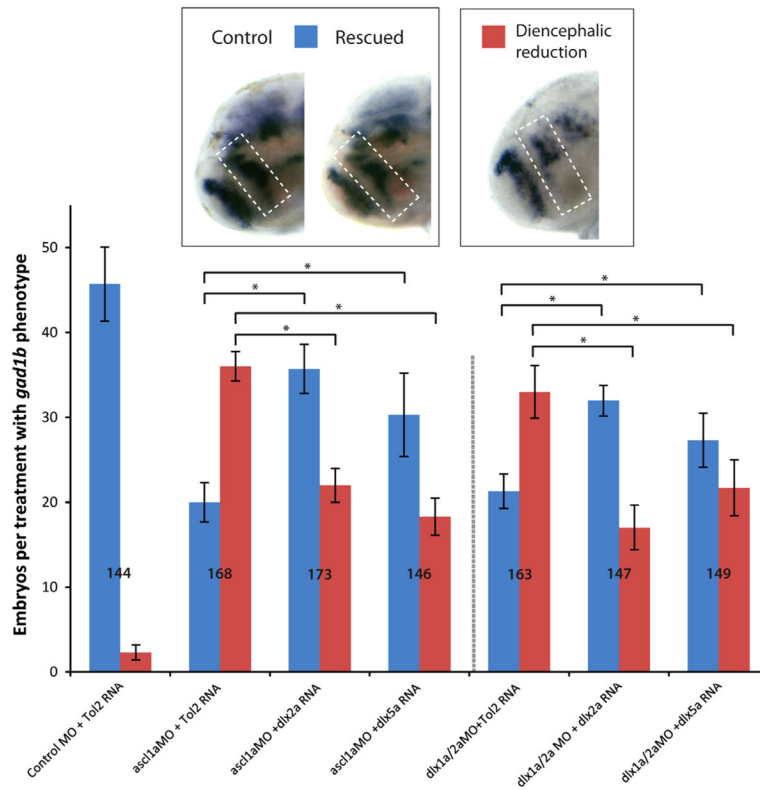 Control Rescued
Diencephalic
reduction
Embryos per treatment with gad1b phenotype
50
40
30
20
10
0
* * * *
* * * *
144 168 173 146 163 147 149
Control MO + Tol2 RNA
ascl1aMO + Tol2 RNA
ascl1aMO +dlx2a RNA
ascl1aMO +dlx5a RNA
dlx1a/2aMO+Tol2 RNA
dlx1a/2a MO + dlx2a RNA
dlx1a/2aMO +dlx5a RNA